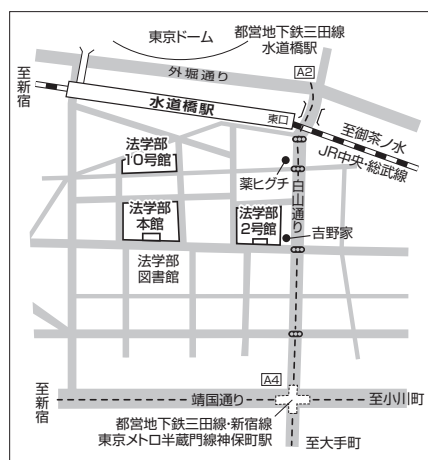 東京ドーム
都営地下鉄三田線
水道橋駅
至新宿
外堀通り
A2
水道橋駅
東口
至御茶ノ水
JR中央・総武線
法学部
10号館
薬ヒグチ
白山通り
法学部
本館
法学部
2号館
吉野家
法学部
図書館
A4
至新宿
靖国通り
至小川町
都営地下鉄三田線・新宿線
東京メトロ半蔵門線神保町駅
至大手町